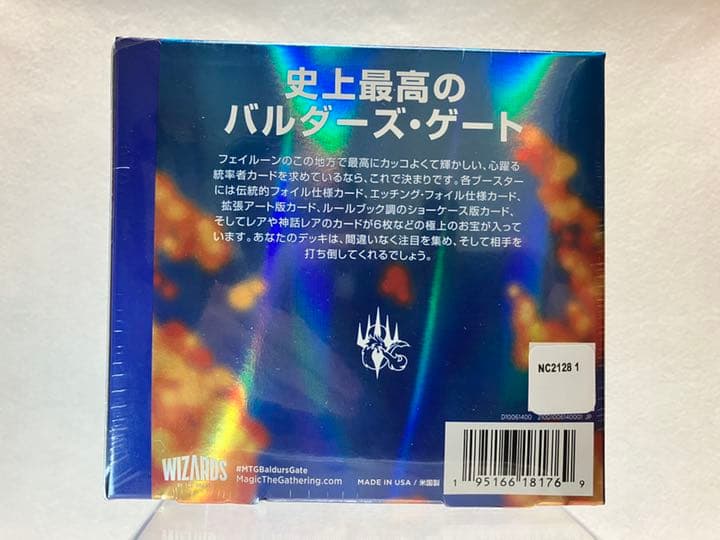 史上最高の
バルダーズ・ゲート
フェイルーンのこの地方で最高にカッコよくて輝かしい、心躍る
統率者カードを求めているなら、これで決まりです。各ブースター
には伝統的フォイル仕様カード、エッチング・フォイル仕様カード、
拡張アート版カード、ルールブック調のショーケース版カード、
そしてレアや神話レアのカードが6枚などの極上のお宝が入って
います。あなたのデッキは、間違いなく注目を集め、そして相手を
打ち倒してくれるでしょう。
NC2128 1
D10061400 21001006140001 JP
WIZARDS
#MTGBaldursGate
MagicTheGathering.com
MADE IN USA / 米国製
1 95166 18176 9